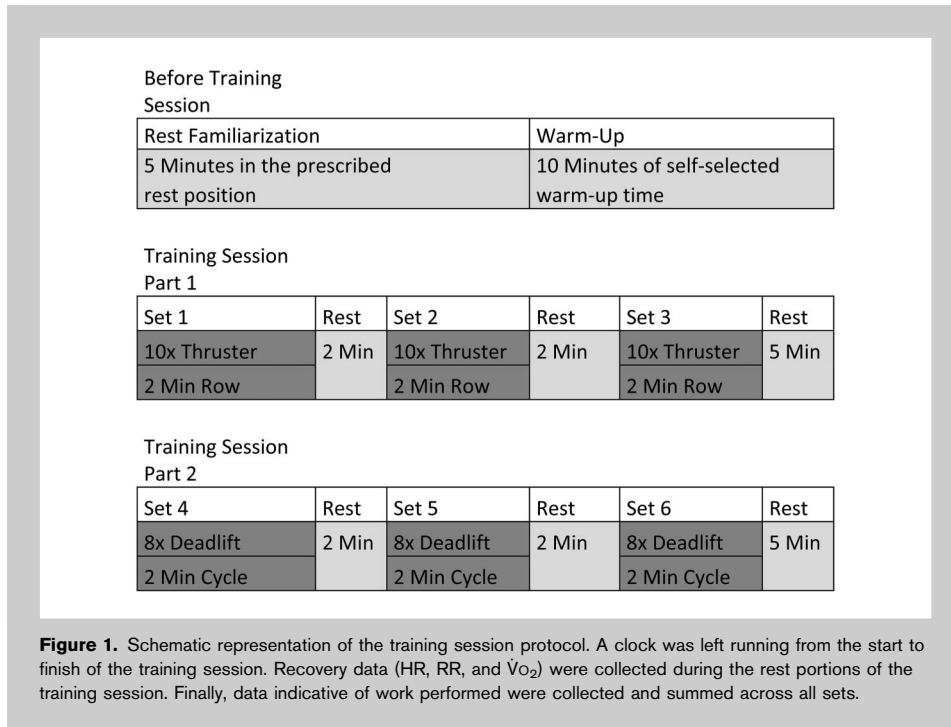 Before Training
Session
Rest Familiarization Warm-Up
5 Minutes in the prescribed 10 Minutes of self-selected
rest position warm-up time
Training Session
Part 1
Set 1 Rest Set 2 Rest Set 3 Rest
10x Thruster 2 Min 10x Thruster 2 Min 10x Thruster 5 Min
2 Min Row 2 Min Row 2 Min Row
Training Session
Part 2
Set 4 Rest Set 5 Rest Set 6 Rest
8x Deadlift 2 Min 8x Deadlift 2 Min 8x Deadlift 5 Min
2 Min Cycle 2 Min Cycle 2 Min Cycle
Figure 1. Schematic representation of the training session protocol. A clock was left running from the start to
finish of the training session. Recovery data (HR, RR, and V̇O₂) were collected during the rest portions of the
training session. Finally, data indicative of work performed were collected and summed across all sets.